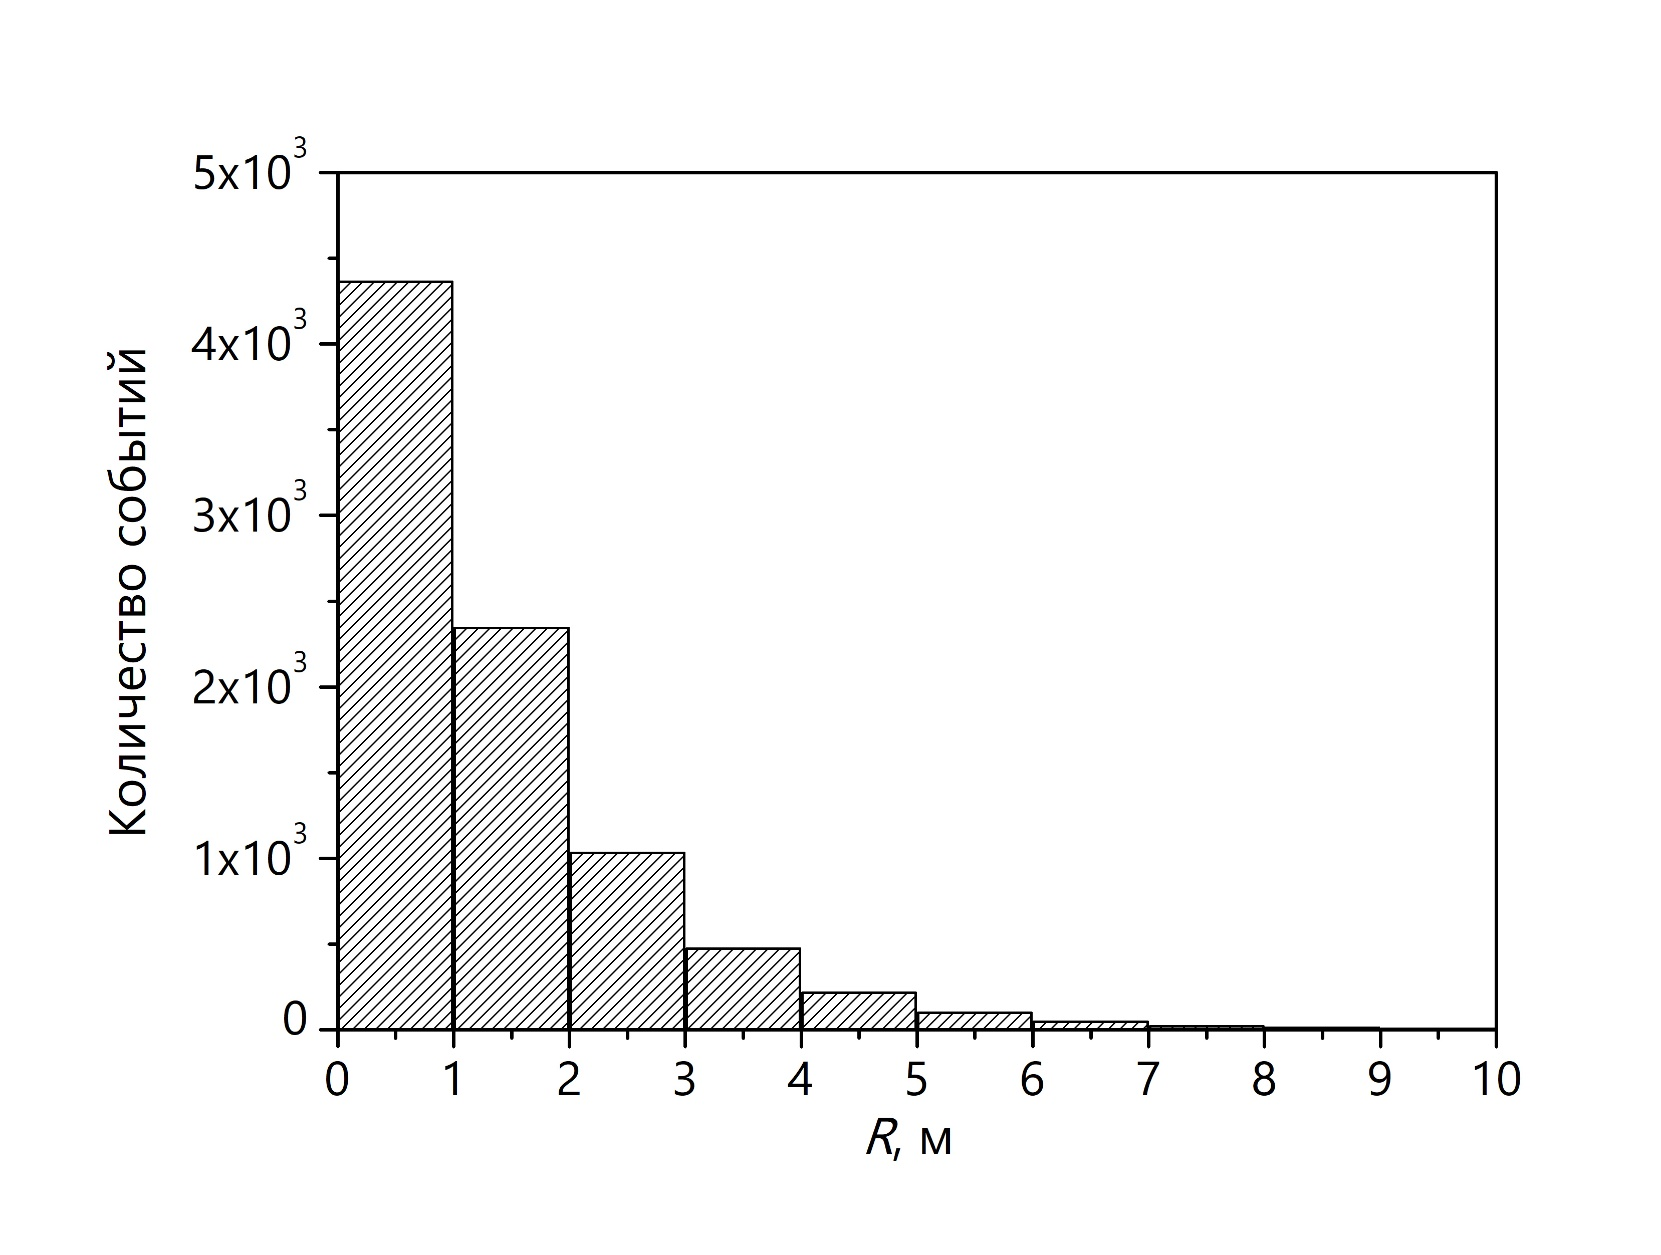 Количество событий
5x10³
4x10³
3x10³
2x10³
1x10³
0
0 1 2 3 4 5 6 7 8 9 10
R, м